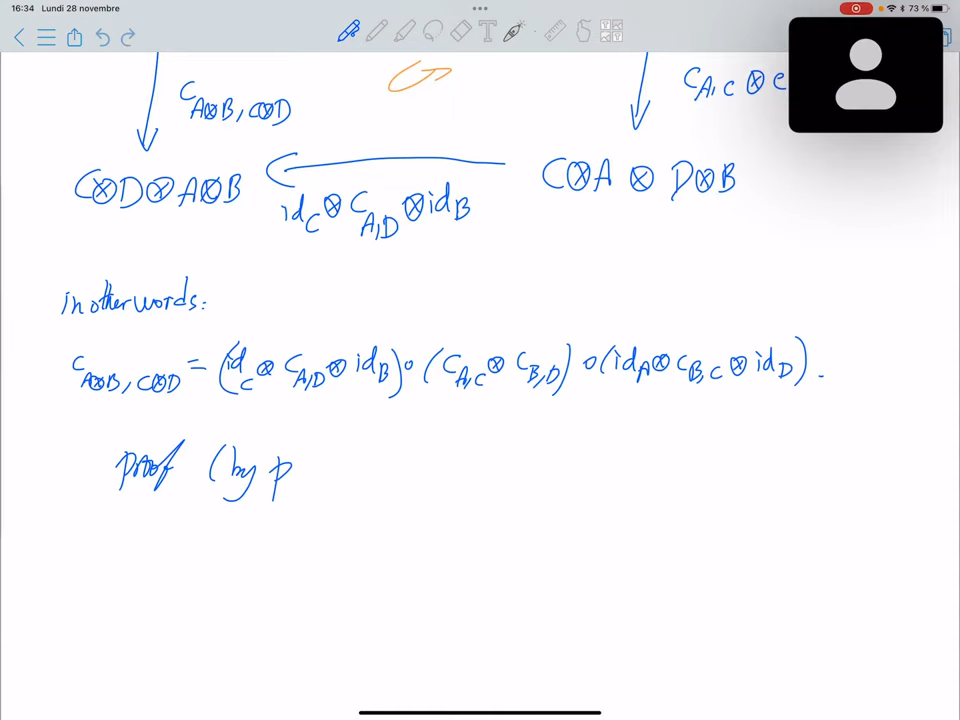 16:34 Lundi 28 novembre 73 %
C_{A⊗B, C⊗D}
C_{A,C} ⊗ C
C⊗D⊗A⊗B
C⊗A ⊗ D⊗B
id_C ⊗ C_{A,D} ⊗ id_B
in other words:
C_{A⊗B, C⊗D} = (id_C ⊗ C_{A,D} ⊗ id_B) ∘ (C_{A,C} ⊗ C_{B,D}) ∘ (id_A ⊗ C_{B,C} ⊗ id_D).
proof (by p